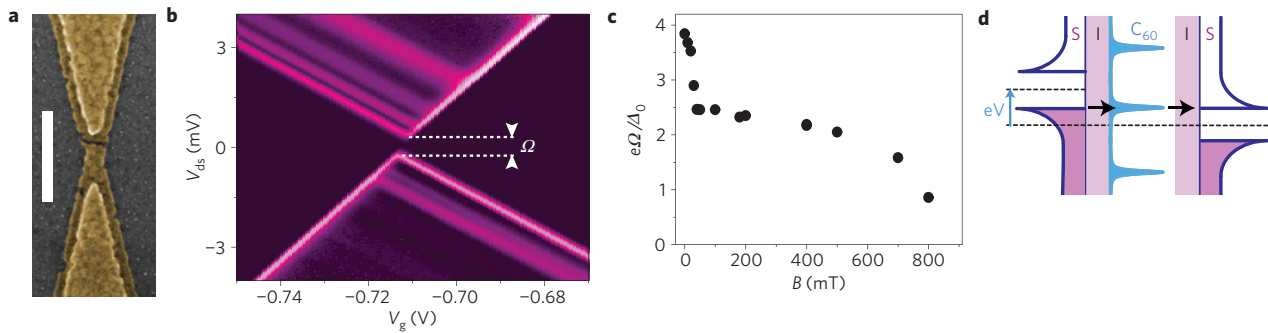 a
b
3
0
−3
V_ds (mV)
Ω
−0.74
−0.72
−0.70
−0.68
V_g (V)
c
4
3
2
1
0
eΩ/Δ_0
0
200
400
600
800
B (mT)
d
S
I
C_60
I
S
eV